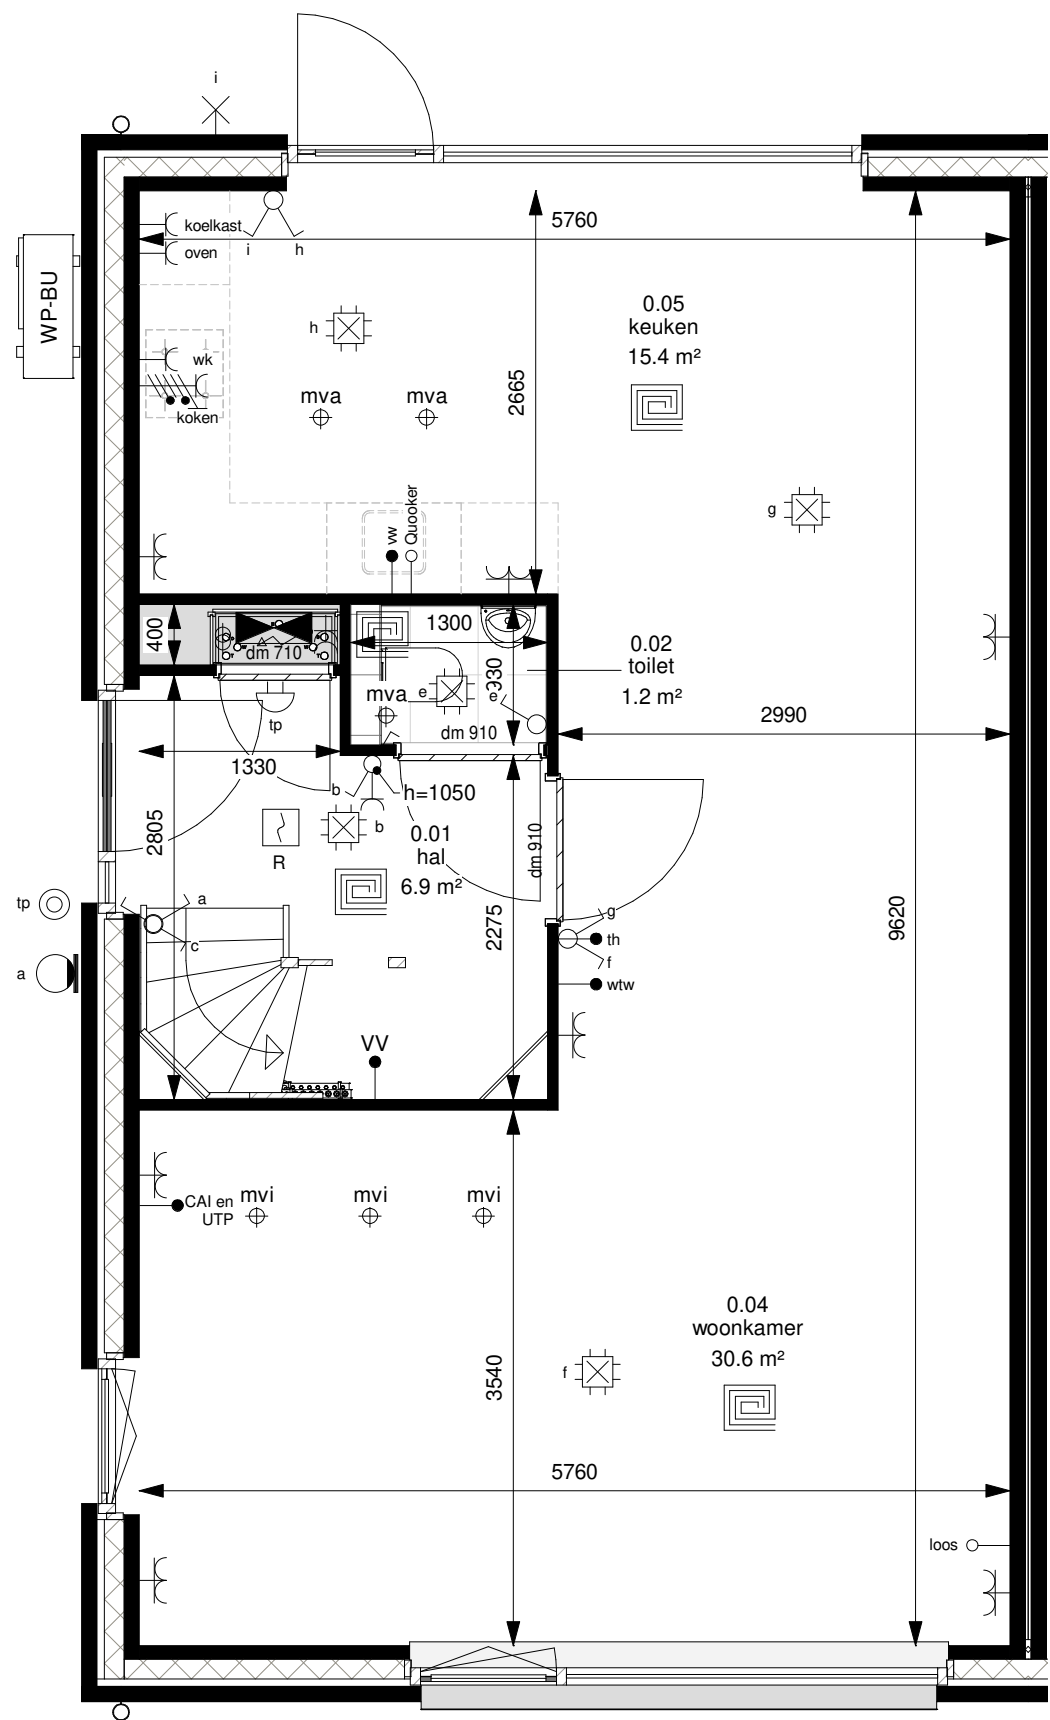 i
koelkast
oven
i
h
5760
WP-BU
0.05
keuken
15.4 m²
h
wk
koken
mva
mva
2665
g
vw
Quooker
400
dm 710
1300
930
0.02
toilet
1.2 m²
mva
e
e
dm 910
tp
2990
1330
b
h=1050
b
2805
R
0.01
hal
6.9 m²
dm 910
tp
a
c
a
2275
g
th
f
wtw
9620
VV
CAI en
UTP
mvi
mvi
mvi
0.04
woonkamer
30.6 m²
f
3540
5760
loos